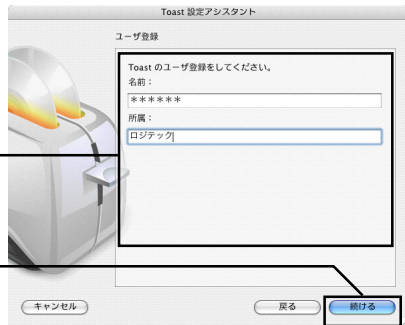 Toast 設定アシスタント
ユーザ登録
Toast のユーザ登録をしてください。
名前：
******
所属：
ロジテック
キャンセル
戻る
続ける